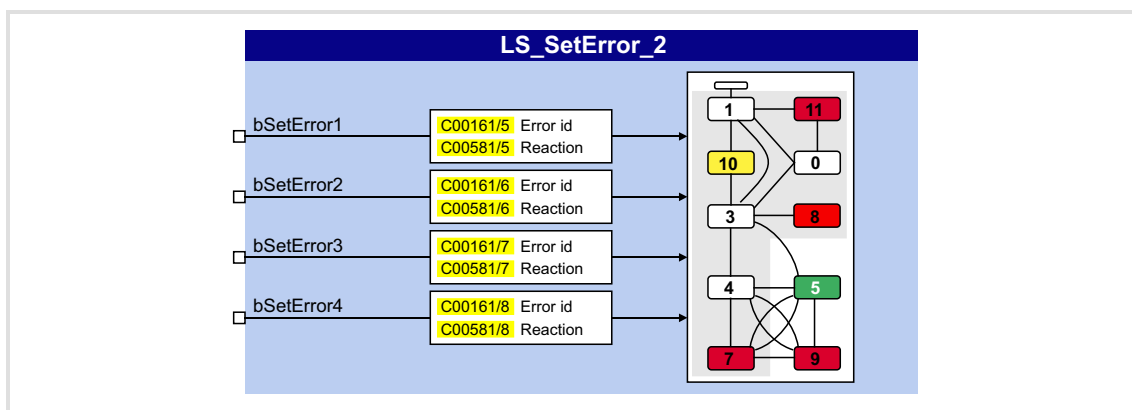 LS_SetError_2
bSetError1
C00161/5 Error id
C00581/5 Reaction
bSetError2
C00161/6 Error id
C00581/6 Reaction
bSetError3
C00161/7 Error id
C00581/7 Reaction
bSetError4
C00161/8 Error id
C00581/8 Reaction
1 11
10 0
3 8
4 5
7 9